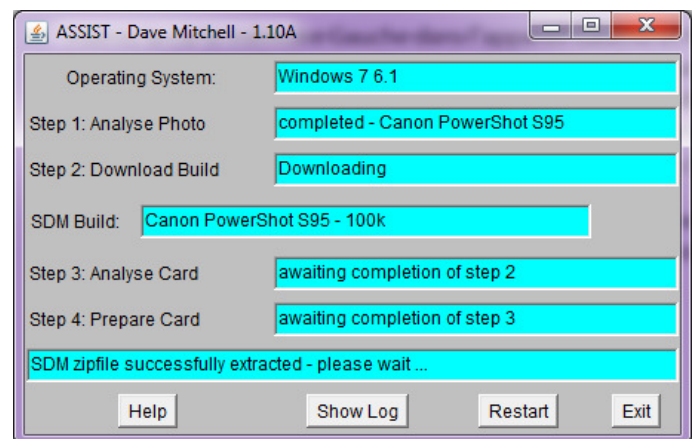 ASSIST - Dave Mitchell - 1.10A
Operating System: Windows 7 6.1
Step 1: Analyse Photo completed - Canon PowerShot S95
Step 2: Download Build Downloading
SDM Build: Canon PowerShot S95 - 100k
Step 3: Analyse Card awaiting completion of step 2
Step 4: Prepare Card awaiting completion of step 3
SDM zipfile successfully extracted - please wait ...
Help Show Log Restart Exit